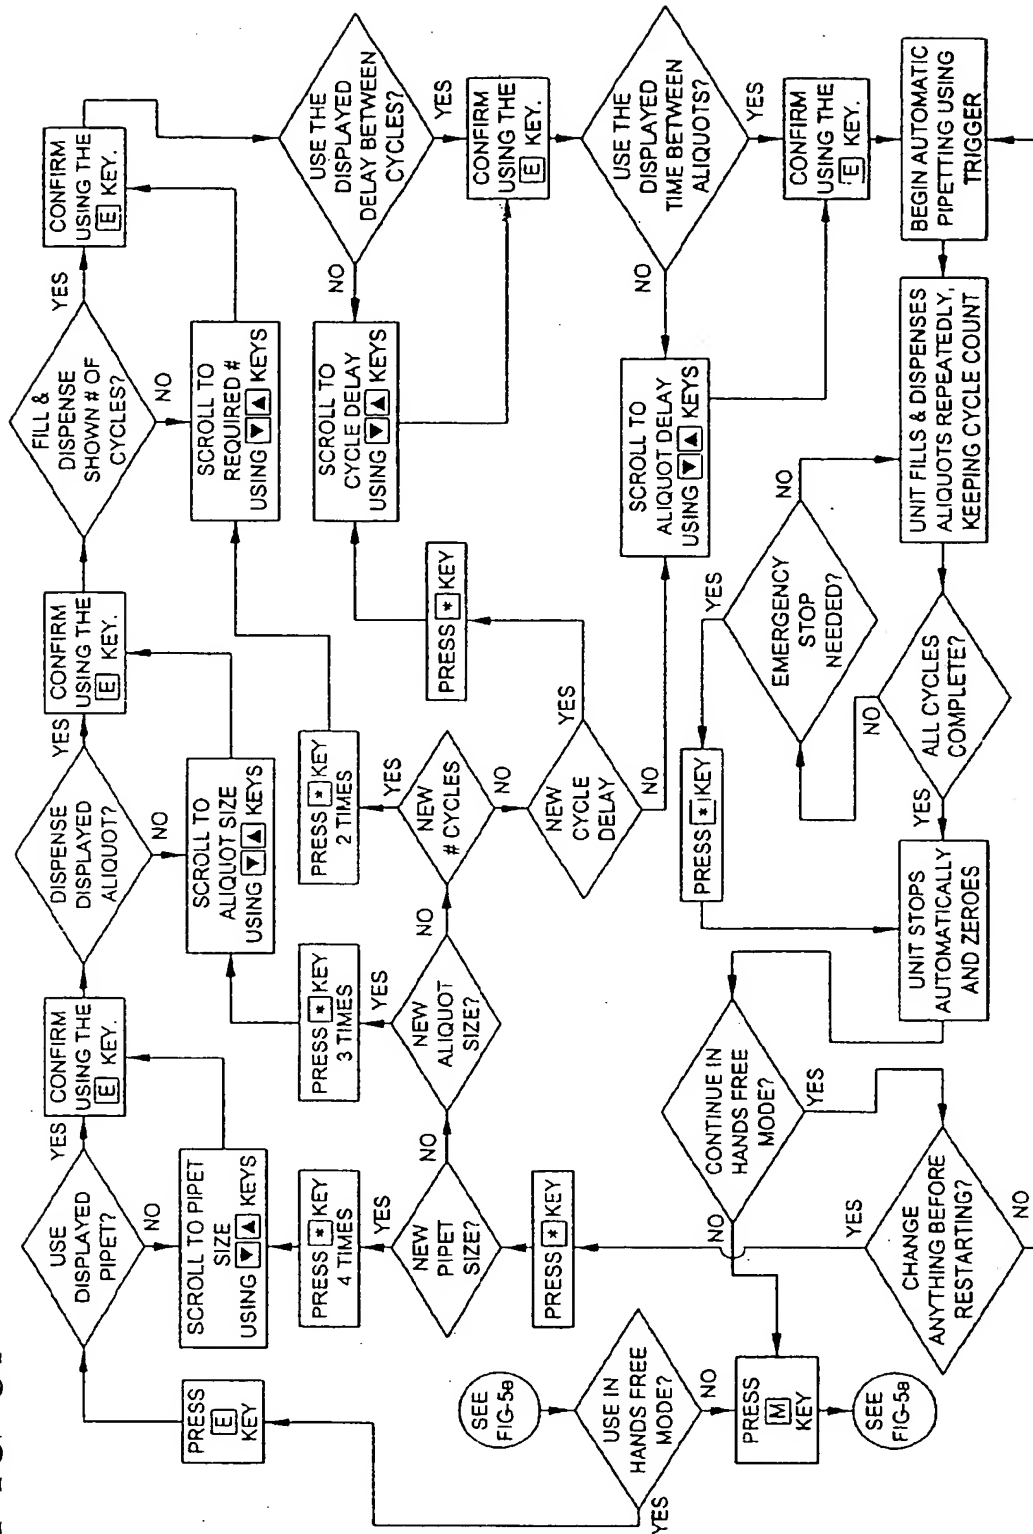 USE
DISPLAYED
PIPET?
YES
NO
CONFIRM
USING THE
E KEY.
DISPENSE
DISPLAYED
ALIQUOT?
YES
NO
CONFIRM
USING THE
E KEY.
FILL &
DISPENSE
SHOWN # OF
CYCLES?
YES
NO
CONFIRM
USING THE
E KEY.
PRESS
E
KEY
SCROLL TO PIPET
SIZE
USING ▼▲ KEYS
SCROLL TO
ALIQUOT SIZE
USING ▼▲ KEYS
SCROLL TO
REQUIRED #
USING ▼▲ KEYS
USE THE
DISPLAYED
DELAY BETWEEN
CYCLES?
NO
YES
PRESS * KEY
4 TIMES
PRESS * KEY
3 TIMES
PRESS * KEY
2 TIMES
SCROLL TO
CYCLE DELAY
USING ▼▲ KEYS
CONFIRM
USING THE
E KEY.
YES
NEW
PIPET
SIZE?
NO
YES
NEW
ALIQUOT
SIZE?
NO
YES
NEW
# CYCLES
NO
PRESS * KEY
YES
NEW
CYCLE
DELAY
NO
PRESS * KEY
USE THE
DISPLAYED
TIME BETWEEN
ALIQUOTS?
NO
YES
SCROLL TO
ALIQUOT DELAY
USING ▼▲ KEYS
CONFIRM
USING THE
E KEY.
SEE
FIG-5a
USE IN
HANDS FREE
MODE?
YES
NO
PRESS
M
KEY
SEE
FIG-5a
CONTINUE IN
HANDS FREE
MODE?
NO
YES
PRESS * KEY
EMERGENCY
STOP
NEEDED?
YES
NO
CHANGE
ANYTHING BEFORE
RESTARTING?
YES
NO
UNIT STOPS
AUTOMATICALLY
AND ZEROES
ALL CYCLES
COMPLETE?
YES
NO
UNIT FILLS & DISPENSES
ALIQUOTS REPEATEDLY,
KEEPING CYCLE COUNT
BEGIN AUTOMATIC
PIPETTING USING
TRIGGER